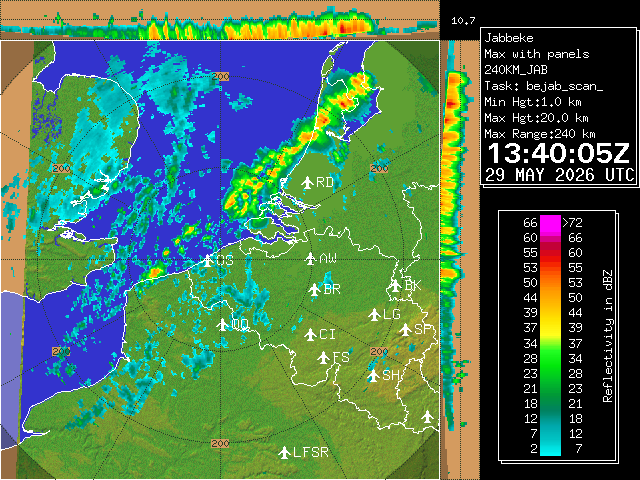 10.7
Jabbeke
Max with panels
240KM_JAB
Task: bejab_scan_
Min Hgt:1.0 km
Max Hgt:20.0 km
Max Range:240 km
13:40:05Z
29 MAY 2026 UTC
200
200
200
RD
OS
AW
BR
BK
LG
WD
CI
SP
200
200
FS
SH
200
LFSR
66 >72
60 66
55 60
53 55
50 53
44 50
39 44
37 39
34 37
28 34
24 28
21 24
18 21
12 18
7 12
2 7
Reflectivity in dBZ